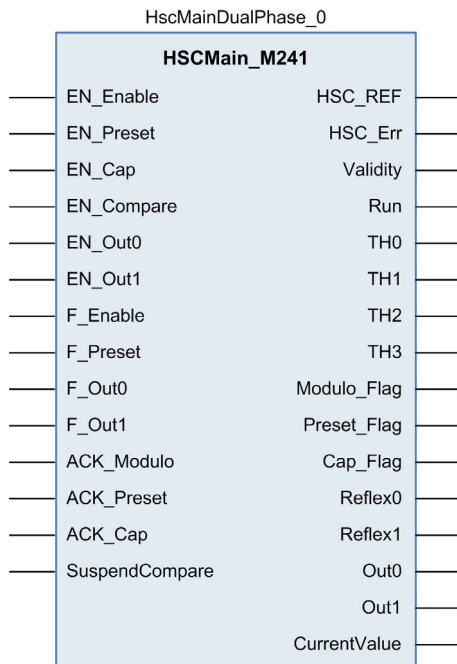 HscMainDualPhase_0
HSCMain_M241
EN_Enable HSC_REF
EN_Preset HSC_Err
EN_Cap Validity
EN_Compare Run
EN_Out0 TH0
EN_Out1 TH1
F_Enable TH2
F_Preset TH3
F_Out0 Modulo_Flag
F_Out1 Preset_Flag
ACK_Modulo Cap_Flag
ACK_Preset Reflex0
ACK_Cap Reflex1
SuspendCompare Out0
Out1
CurrentValue